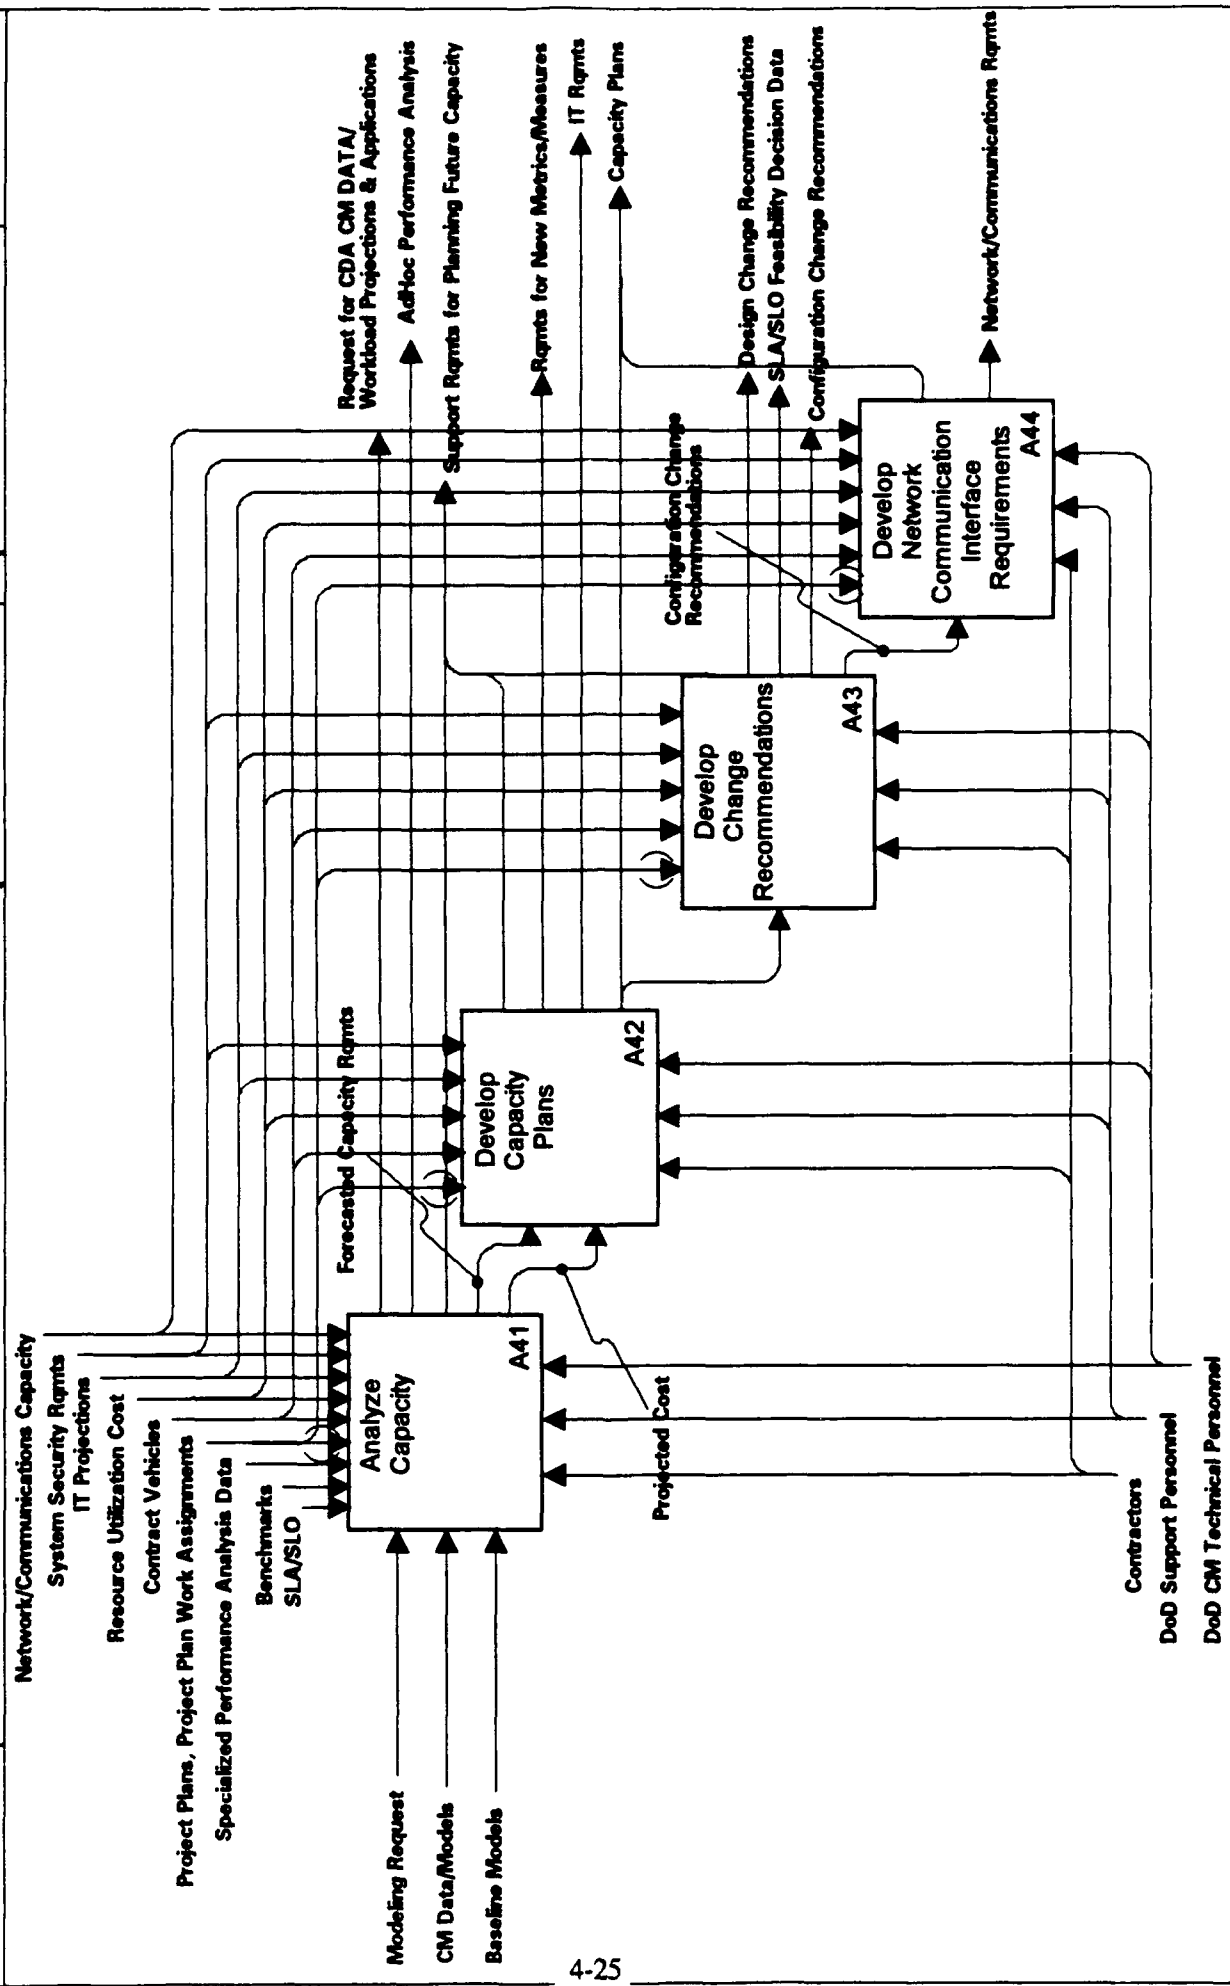 Network/Communications Capacity
System Security Rqmts
IT Projections
Resource Utilization Cost
Contract Vehicles
Project Plans, Project Plan Work Assignments
Specialized Performance Analysis Data
Benchmarks
SLA/SLO
Modeling Request
CM Data/Models
Baseline Models
Analyze
Capacity
A41
Forecasted Capacity Rqmts
Projected Cost
Develop
Capacity
Plans
A42
Develop
Change
Recommendations
A43
Configuration Change
Recommendations
Develop
Network
Communication
Interface
Requirements
A44
Request for CDA CM DATA/
Workload Projections & Applications
AdHoc Performance Analysis
Support Rqmts for Planning Future Capacity
Rqmts for New Metrics/Measures
IT Rqmts
Capacity Plans
Design Change Recommendations
SLA/SLO Feasibility Decision Data
Configuration Change Recommendations
Network/Communications Rqmts
Contractors
DoD Support Personnel
DoD CM Technical Personnel
4-25